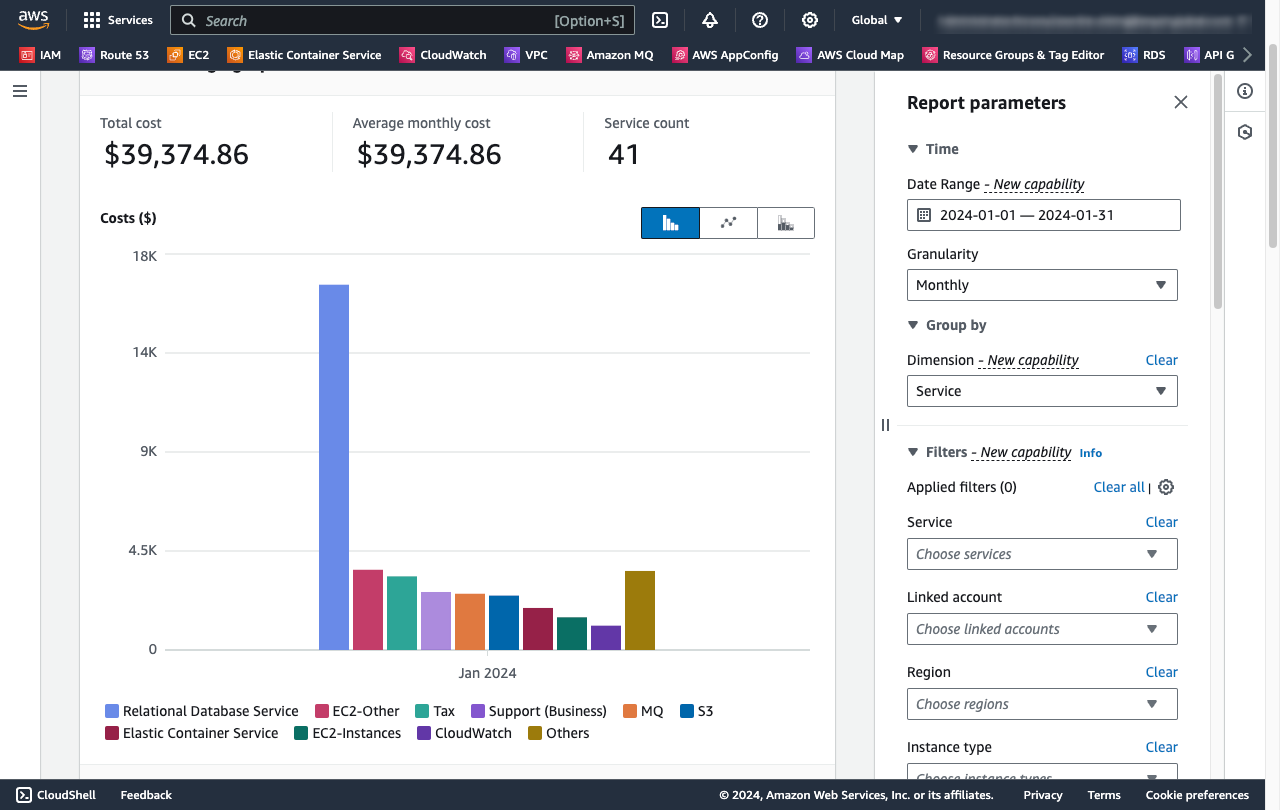 aws Services Search [Option+S] Global
IAM Route 53 EC2 Elastic Container Service CloudWatch VPC Amazon MQ AWS AppConfig AWS Cloud Map Resource Groups & Tag Editor RDS API G
Total cost Average monthly cost Service count
$39,374.86 $39,374.86 41
Costs ($)
18K
14K
9K
4.5K
0
Jan 2024
Relational Database Service EC2-Other Tax Support (Business) MQ S3
Elastic Container Service EC2-Instances CloudWatch Others
Report parameters
Time
Date Range - New capability
2024-01-01 — 2024-01-31
Granularity
Monthly
Group by
Dimension - New capability Clear
Service
Filters - New capability Info
Applied filters (0) Clear all |
Service Clear
Choose services
Linked account Clear
Choose linked accounts
Region Clear
Choose regions
Instance type Clear
Choose instance types
CloudShell Feedback © 2024, Amazon Web Services, Inc. or its affiliates. Privacy Terms Cookie preferences